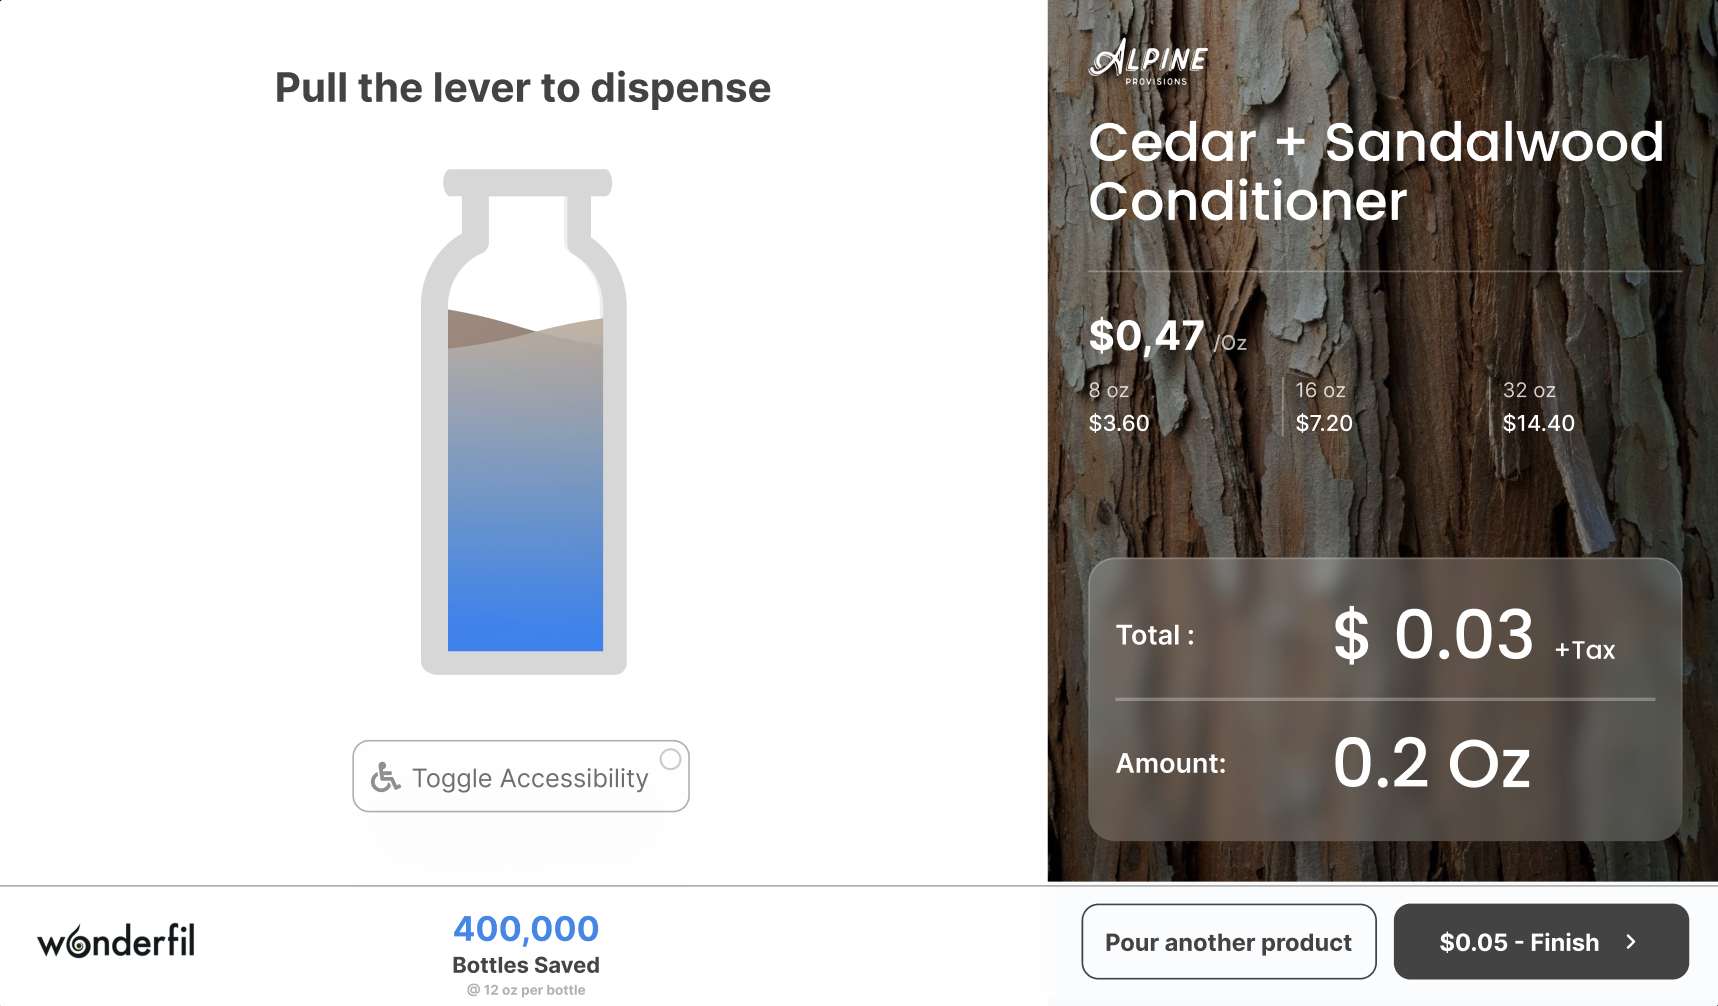 Pull the lever to dispense
Toggle Accessibility
ALPINE
PROVISIONS
Cedar + Sandalwood
Conditioner
$0,47 /Oz
8 oz
$3.60
16 oz
$7.20
32 oz
$14.40
Total : $ 0.03 +Tax
Amount: 0.2 Oz
wonderfil
400,000
Bottles Saved
@ 12 oz per bottle
Pour another product
$0.05 - Finish